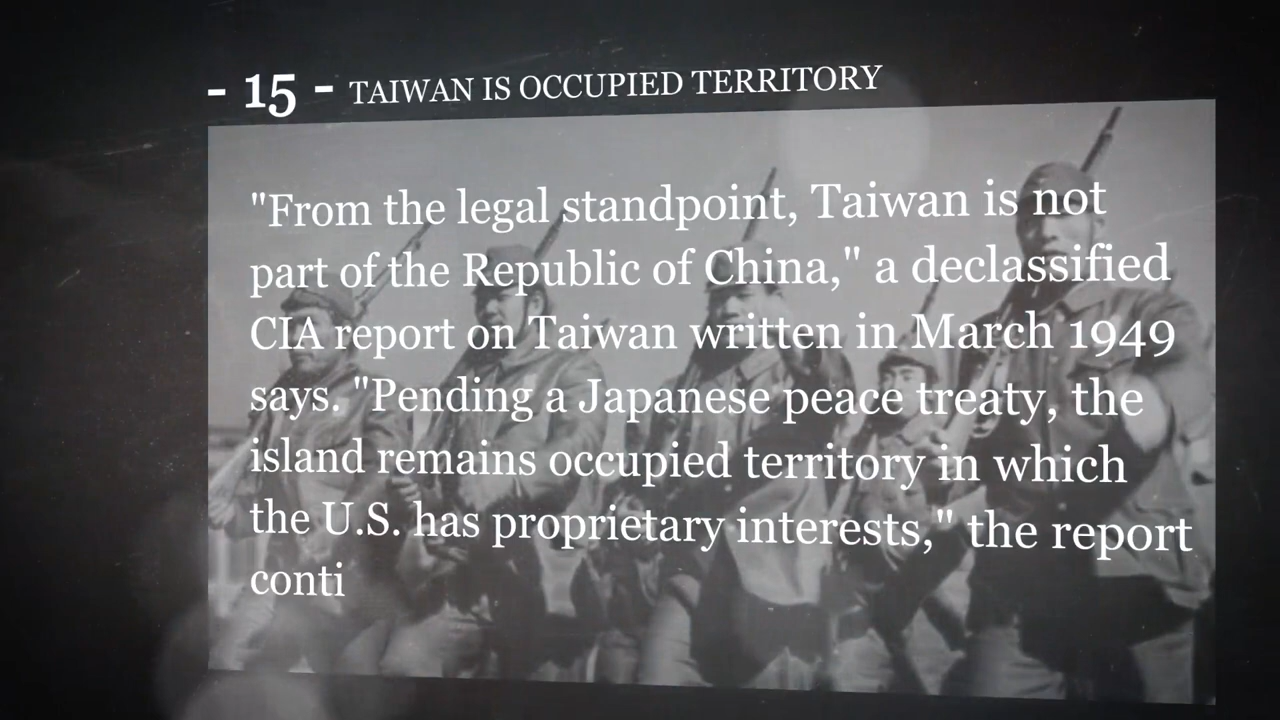 - 15 - TAIWAN IS OCCUPIED TERRITORY
"From the legal standpoint, Taiwan is not
part of the Republic of China," a declassified
CIA report on Taiwan written in March 1949
says. "Pending a Japanese peace treaty, the
island remains occupied territory in which
the U.S. has proprietary interests," the report
conti